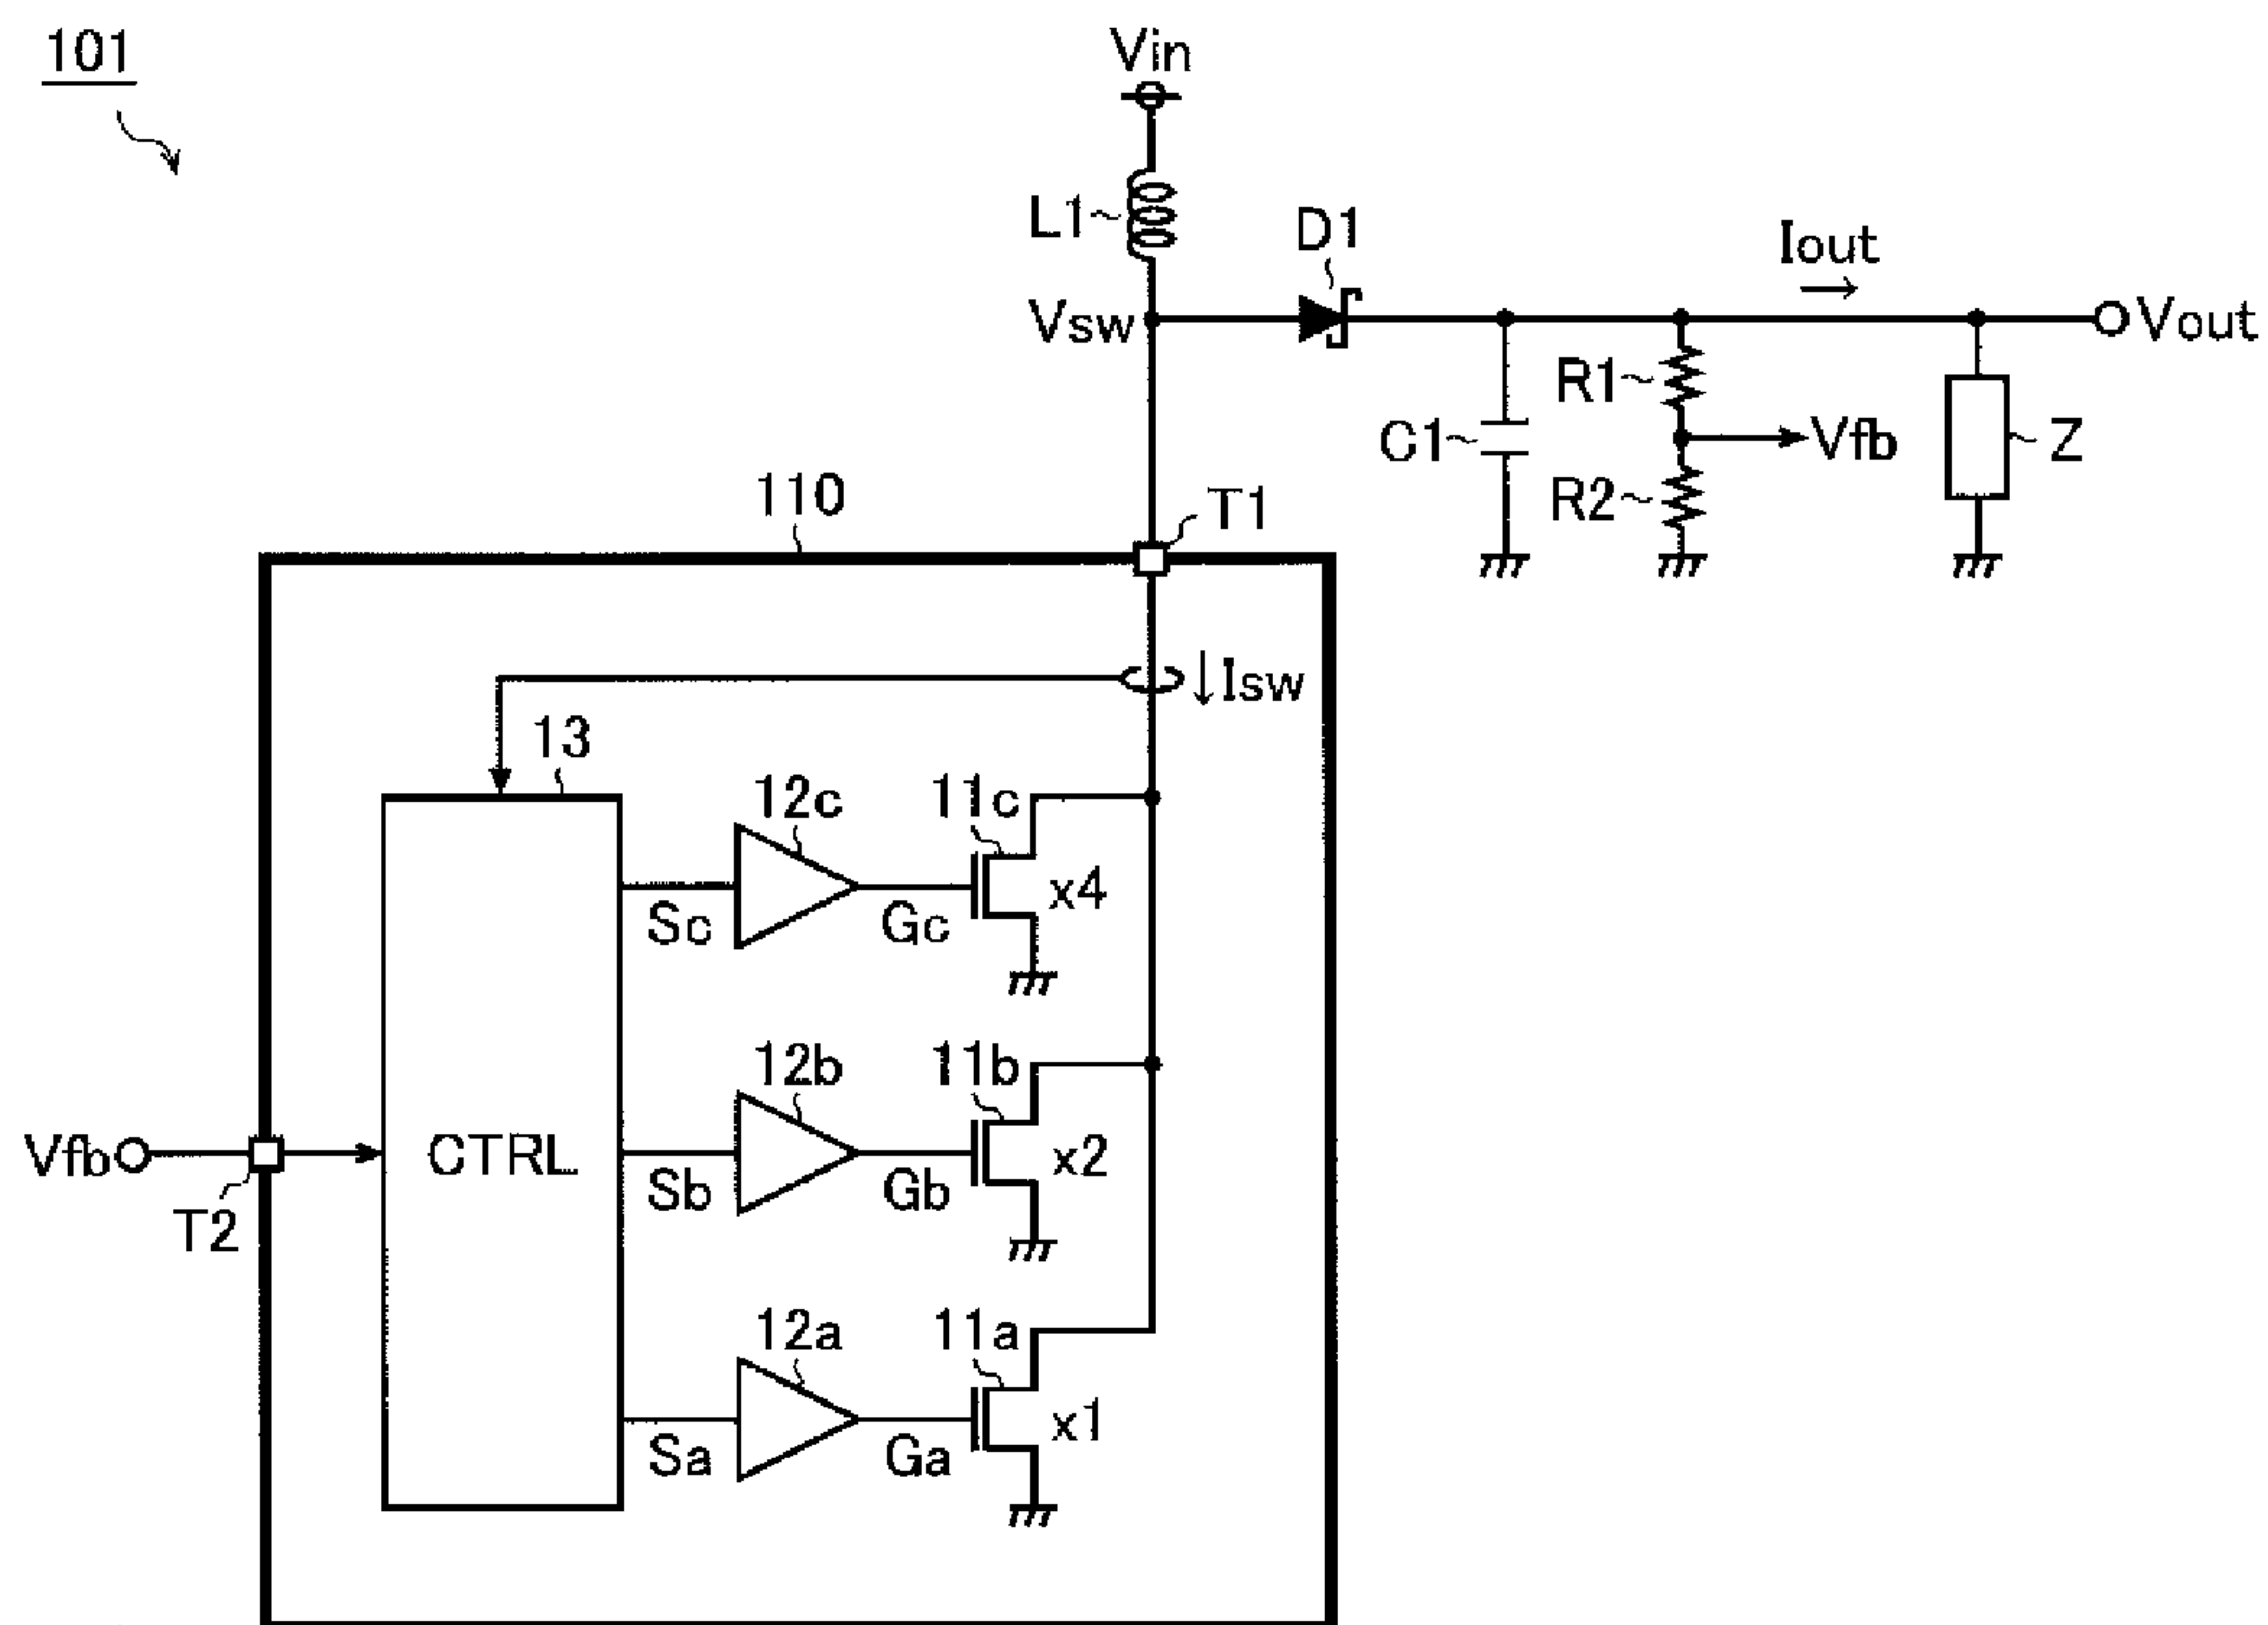 101
Vin
L1
D1
Iout
Vsw
Vout
R1
C1
Vfb
Z
R2
110
T1
Isw
13
12c
11c
x4
Sc
Gc
12b
11b
Vfb
CTRL
x2
Sb
Gb
T2
12a
11a
x1
Sa
Ga